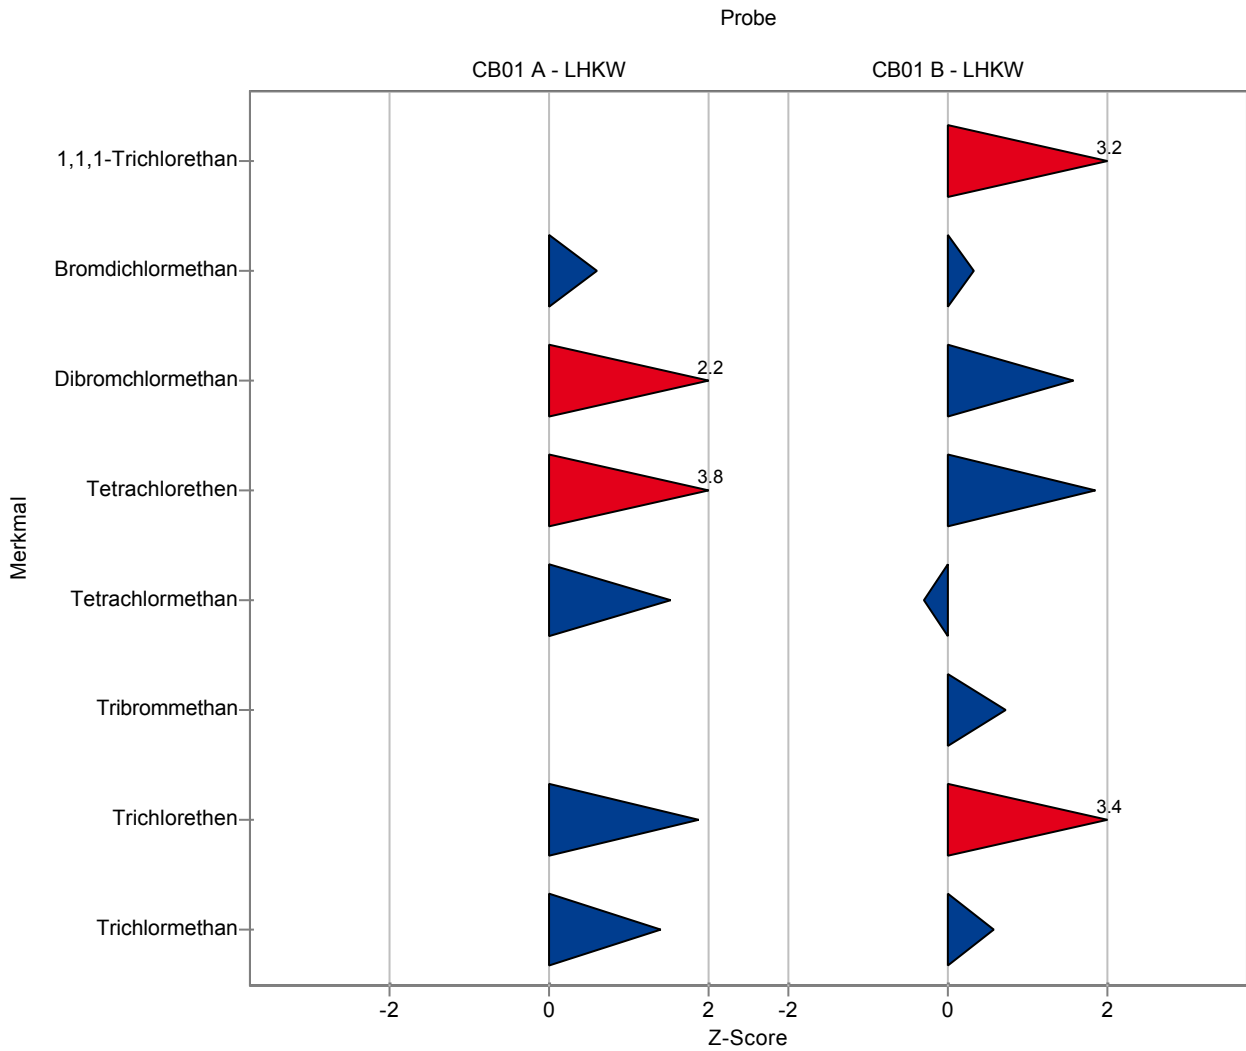 Probe
CB01 A - LHKW
CB01 B - LHKW
1,1,1-Trichlorethan
3.2
Bromdichlormethan
Dibromchlormethan
2.2
Tetrachlorethen
3.8
Tetrachlormethan
Merkmal
Tribrommethan
Trichlorethen
3.4
Trichlormethan
-2 0 2 -2 0 2
Z-Score